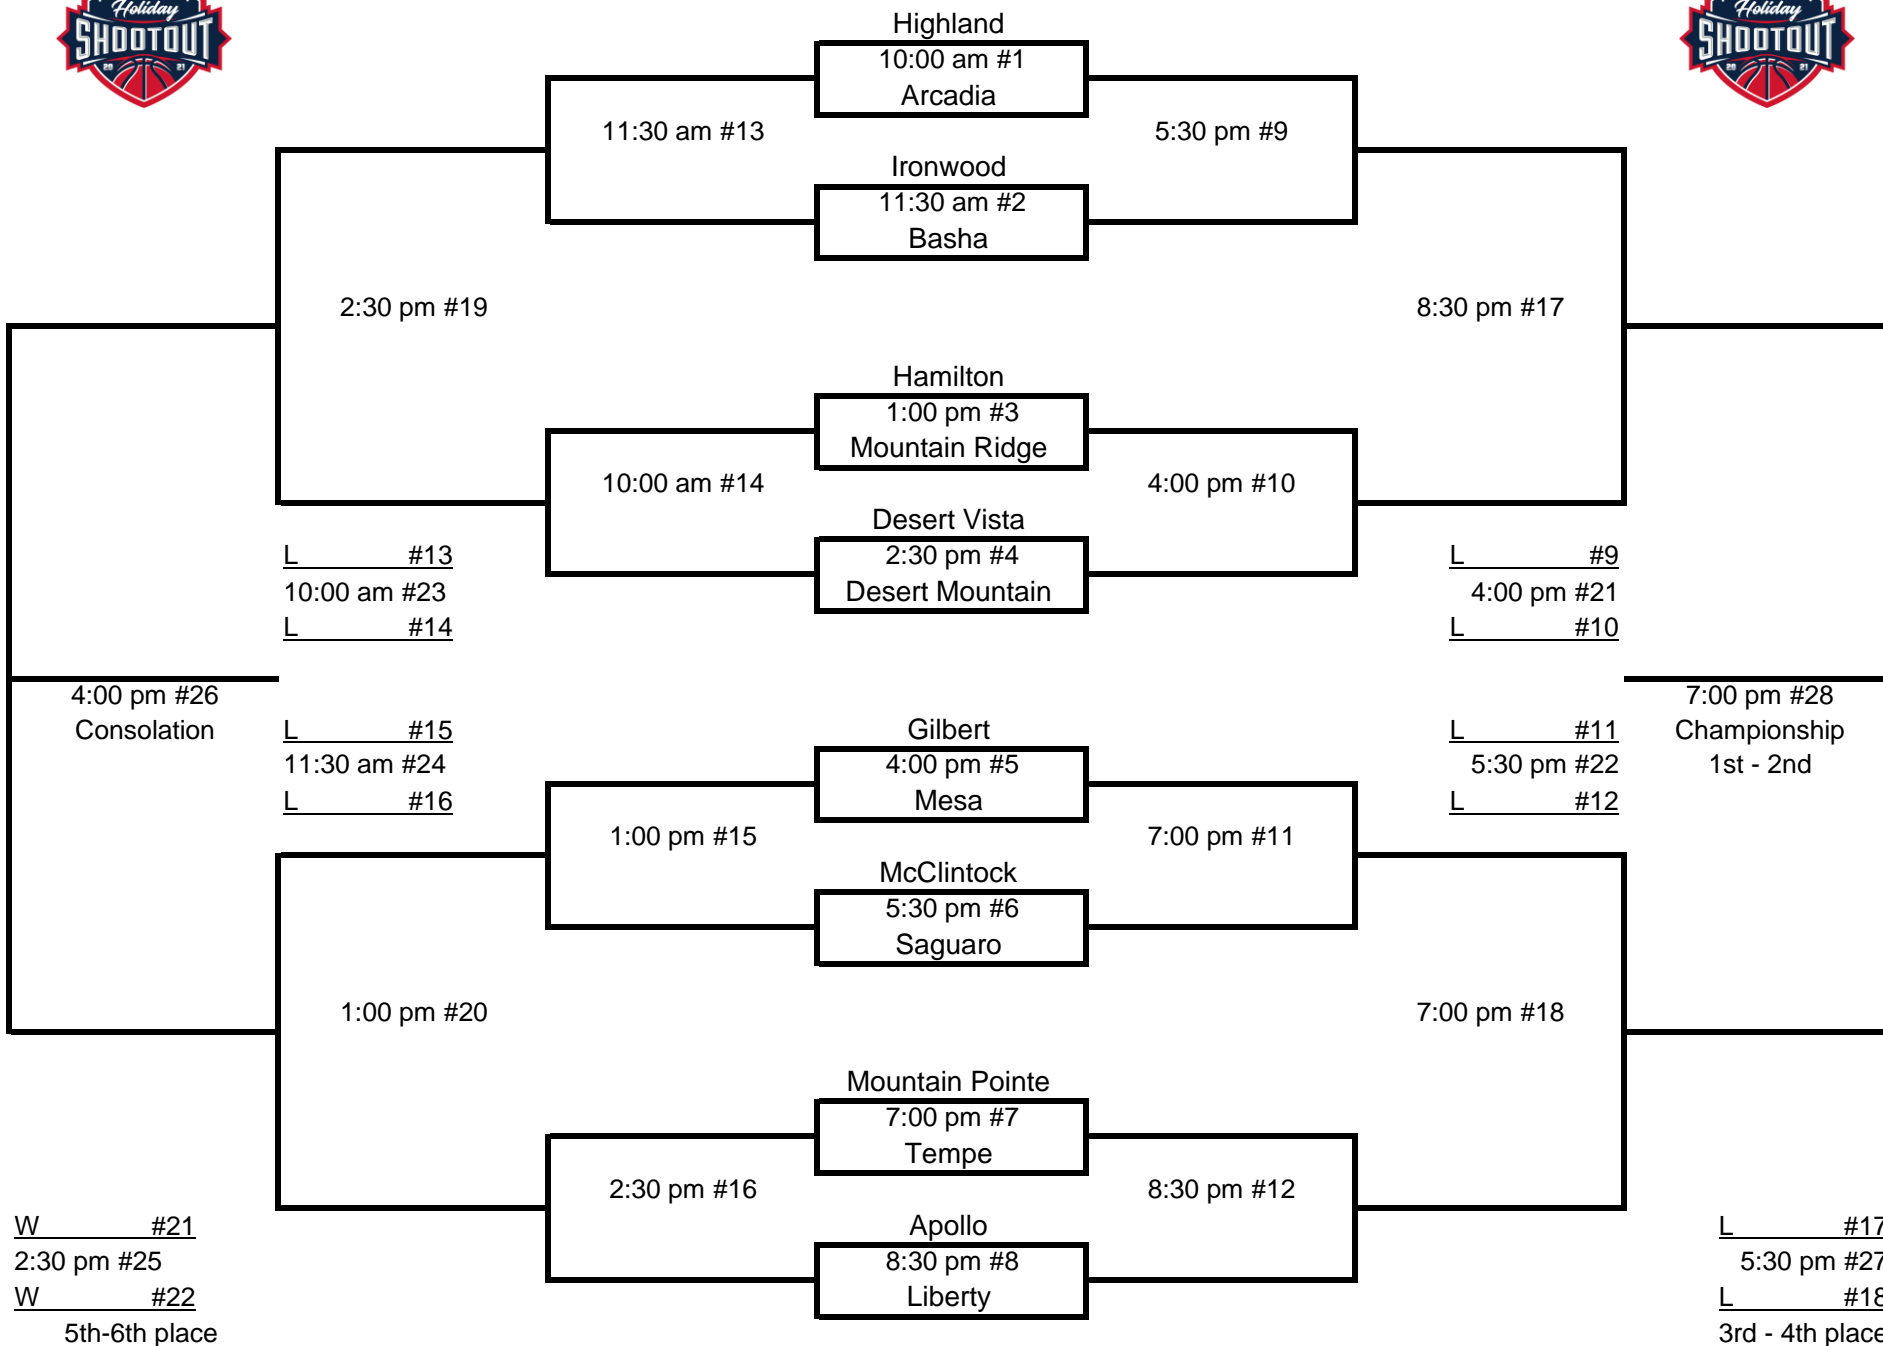 Holiday
SHOOTOUT
20 21
Holiday
SHOOTOUT
20 21
Highland
10:00 am #1
Arcadia
11:30 am #13
5:30 pm #9
Ironwood
11:30 am #2
Basha
2:30 pm #19
8:30 pm #17
Hamilton
1:00 pm #3
Mountain Ridge
10:00 am #14
4:00 pm #10
Desert Vista
2:30 pm #4
Desert Mountain
L #13
10:00 am #23
L #14
L #9
4:00 pm #21
L #10
4:00 pm #26
Consolation
7:00 pm #28
Championship
1st - 2nd
L #15
11:30 am #24
L #16
Gilbert
4:00 pm #5
Mesa
L #11
5:30 pm #22
L #12
1:00 pm #15
7:00 pm #11
McClintock
5:30 pm #6
Saguaro
1:00 pm #20
7:00 pm #18
Mountain Pointe
7:00 pm #7
Tempe
2:30 pm #16
8:30 pm #12
Apollo
8:30 pm #8
Liberty
W #21
2:30 pm #25
W #22
5th-6th place
L #17
5:30 pm #27
L #18
3rd - 4th place